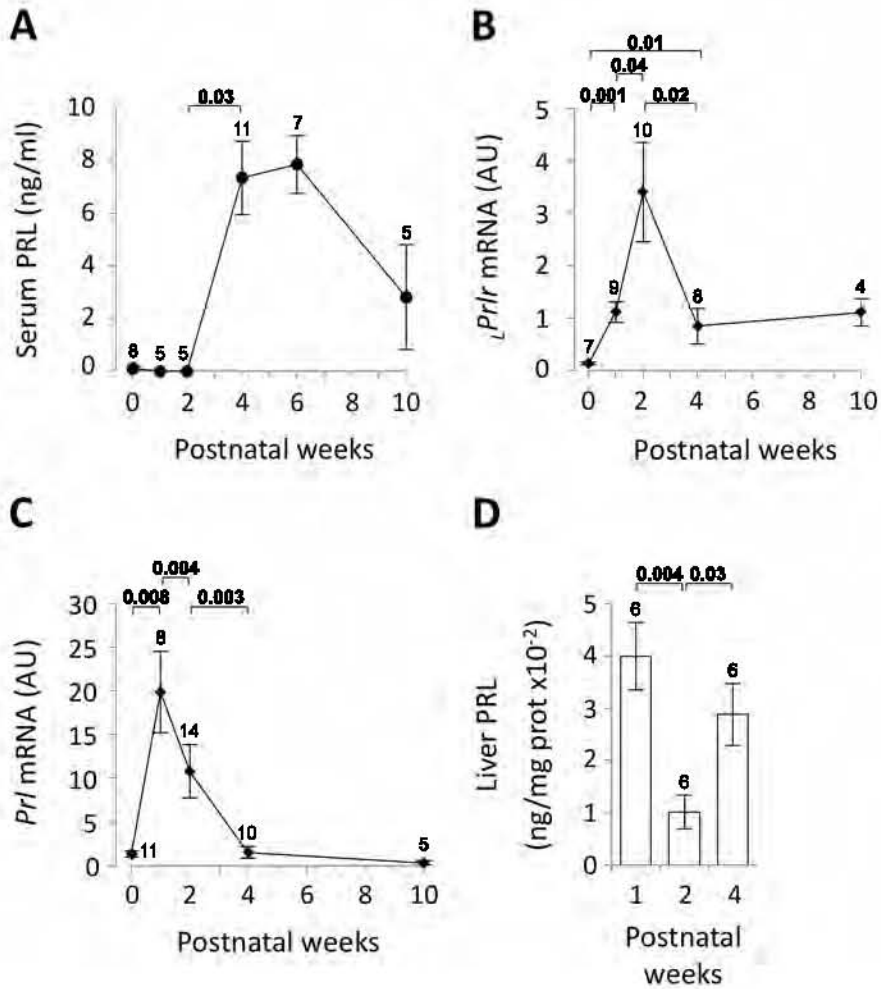 A
0.03
10
8
6
4
2
0
Serum PRL (ng/ml)
8
5
5
11
7
5
0 2 4 6 8 10
Postnatal weeks
B
0.01
0.04
0.001
0.02
5
4
3
2
1
0
LPrlr mRNA (AU)
7
9
10
8
4
0 2 4 6 8 10
Postnatal weeks
C
0.004
0.008
0.003
30
25
20
15
10
5
0
Prl mRNA (AU)
11
8
14
10
5
0 2 4 6 8 10
Postnatal weeks
D
0.004 0.03
5
4
3
2
1
0
Liver PRL
(ng/mg prot x10-2)
6
6
6
1 2 4
Postnatal
weeks